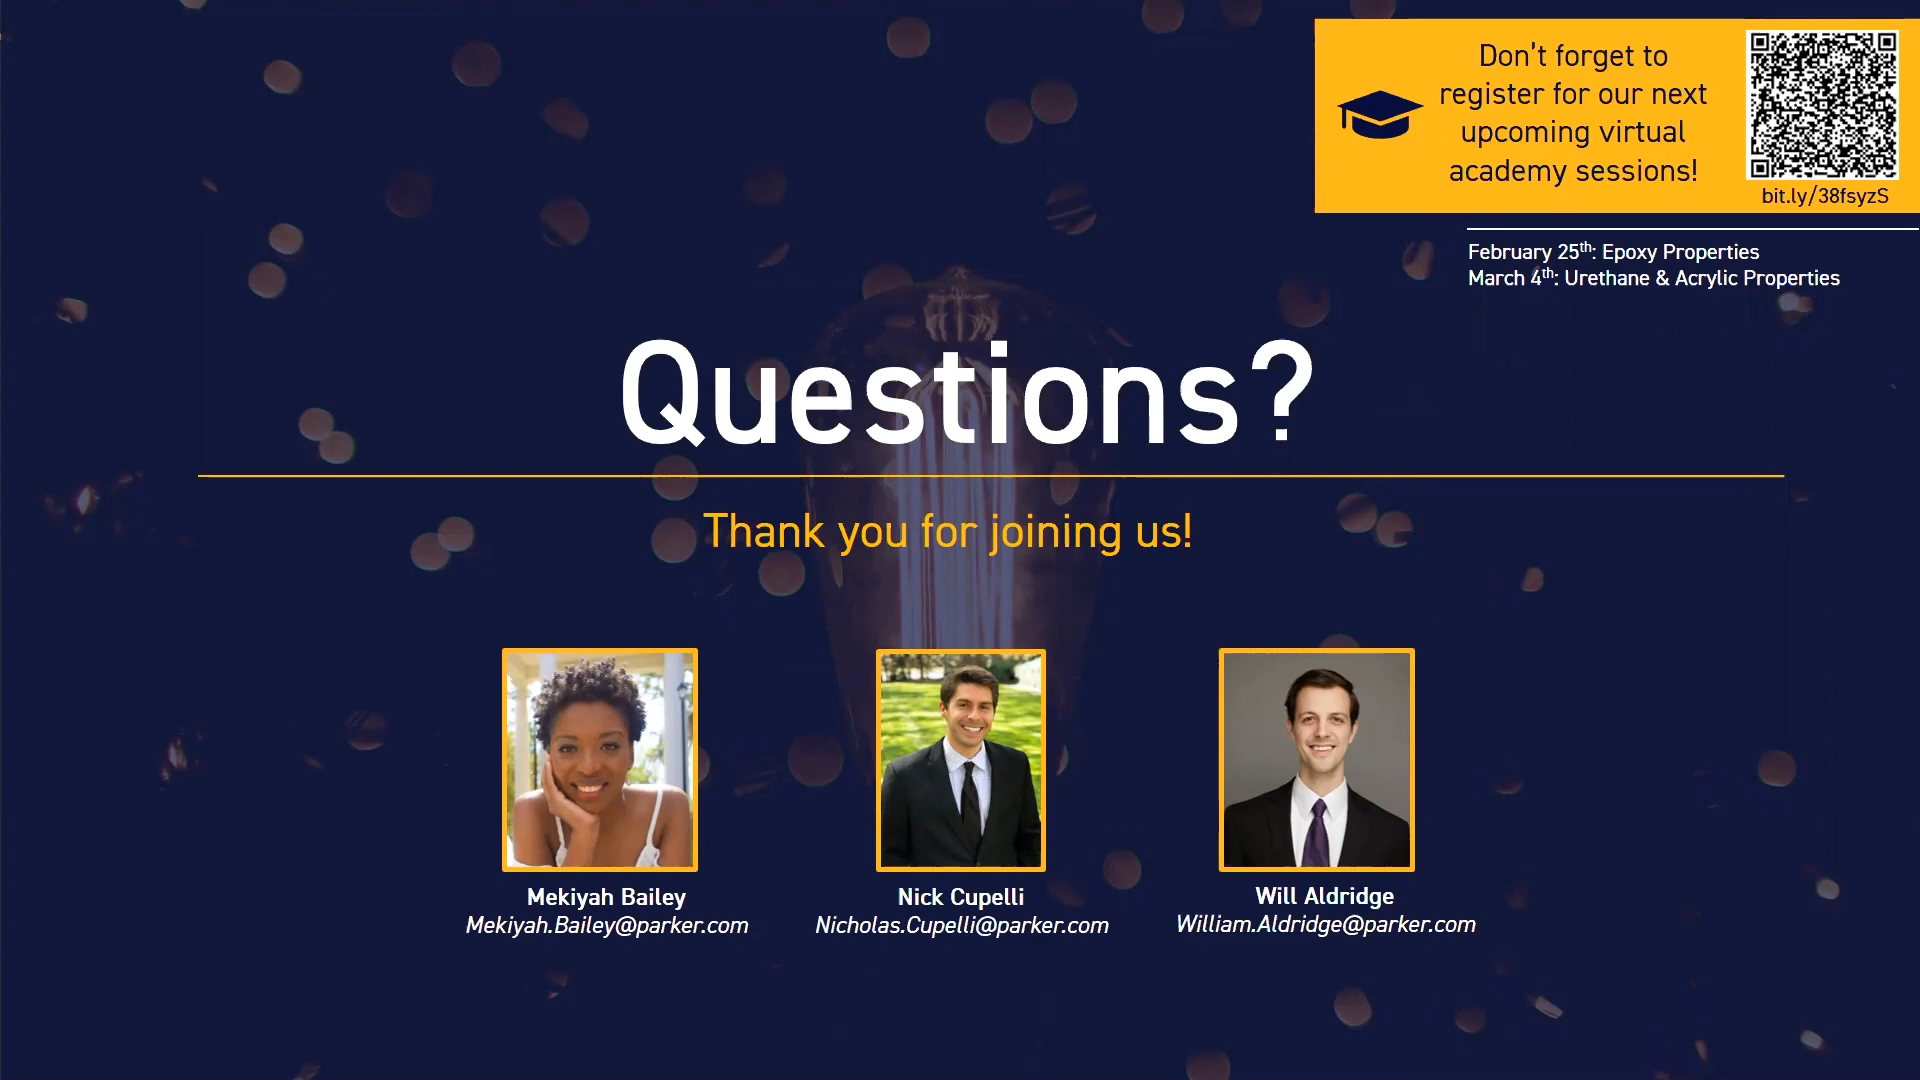 Don't forget to
register for our next
upcoming virtual
academy sessions!
bit.ly/38fsyzS
February 25th: Epoxy Properties
March 4th: Urethane & Acrylic Properties
Questions?
Thank you for joining us!
Mekiyah Bailey
Mekiyah.Bailey@parker.com
Nick Cupelli
Nicholas.Cupelli@parker.com
Will Aldridge
William.Aldridge@parker.com